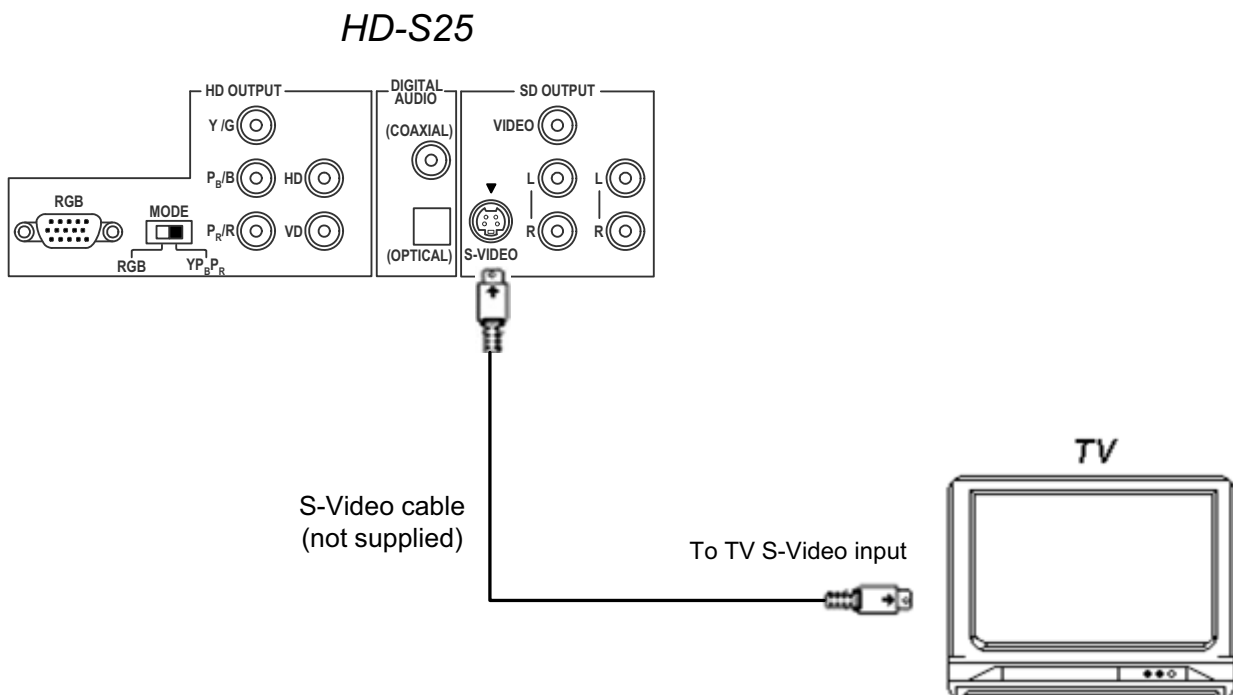 HD-S25
HD OUTPUT
Y /G
PB/B
HD
PR/R
VD
RGB
MODE
RGB
YPBPR
DIGITAL
AUDIO
(COAXIAL)
(OPTICAL)
SD OUTPUT
VIDEO
L
R
L
R
S-VIDEO
S-Video cable
(not supplied)
To TV S-Video input
TV